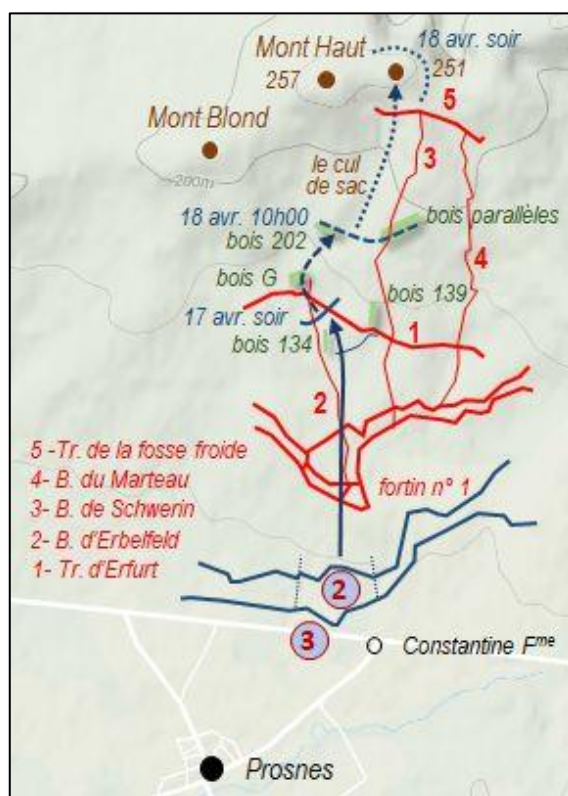 Mont Haut
257
18 avr. soir
251
5
Mont Blond
3
200m
le cul
de sac
18 avr. 10h00
bois 202
bois parallèles
4
bois G
bois 139
17 avr. soir
bois 134
1
2
5 -Tr. de la fosse froide
4- B. du Marteau
3- B. de Schwerin
2- B. d'Erbelfeld
1- Tr. d'Erfurt
fortin n° 1
2
3
Constantine Fme
Prosnes